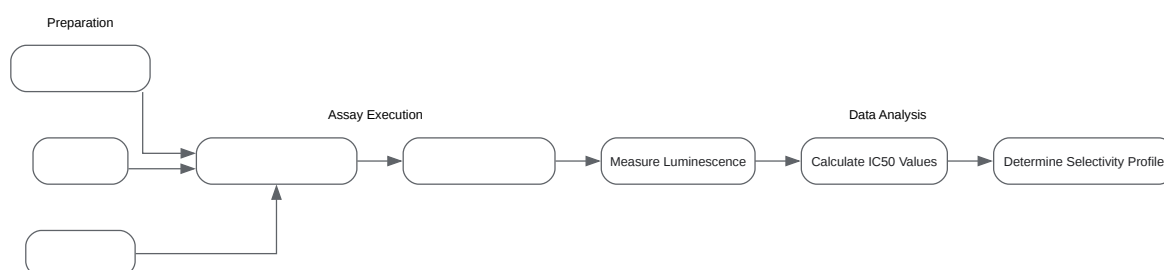 Preparation
Assay Execution
Data Analysis
Measure Luminescence
Calculate IC50 Values
Determine Selectivity Profile